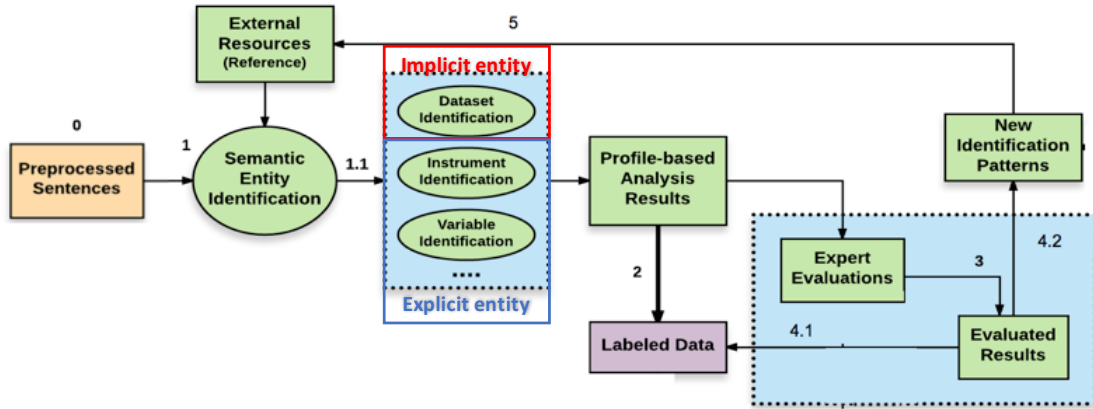 External
Resources
(Reference)
5
Implicit entity
Dataset
Identification
0
Preprocessed
Sentences
1
Semantic
Entity
Identification
1.1
Instrument
Identification
Variable
Identification
....
Explicit entity
Profile-based
Analysis
Results
2
Labeled Data
New
Identification
Patterns
4.2
Expert
Evaluations
3
4.1
Evaluated
Results